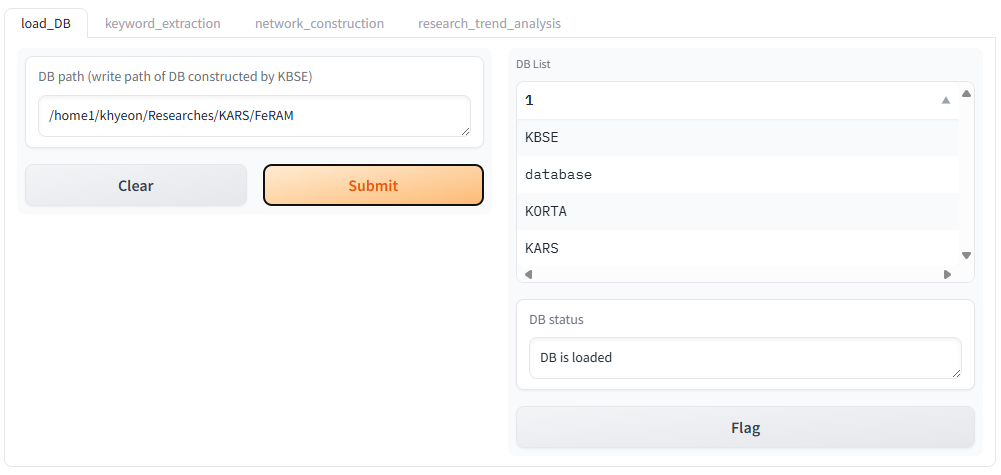 load_DB
keyword_extraction
network_construction
research_trend_analysis
DB path (write path of DB constructed by KBSE)
/home1/khyeon/Researches/KARS/FeRAM
Clear
Submit
DB List
1
KBSE
database
KORTA
KARS
DB status
DB is loaded
Flag